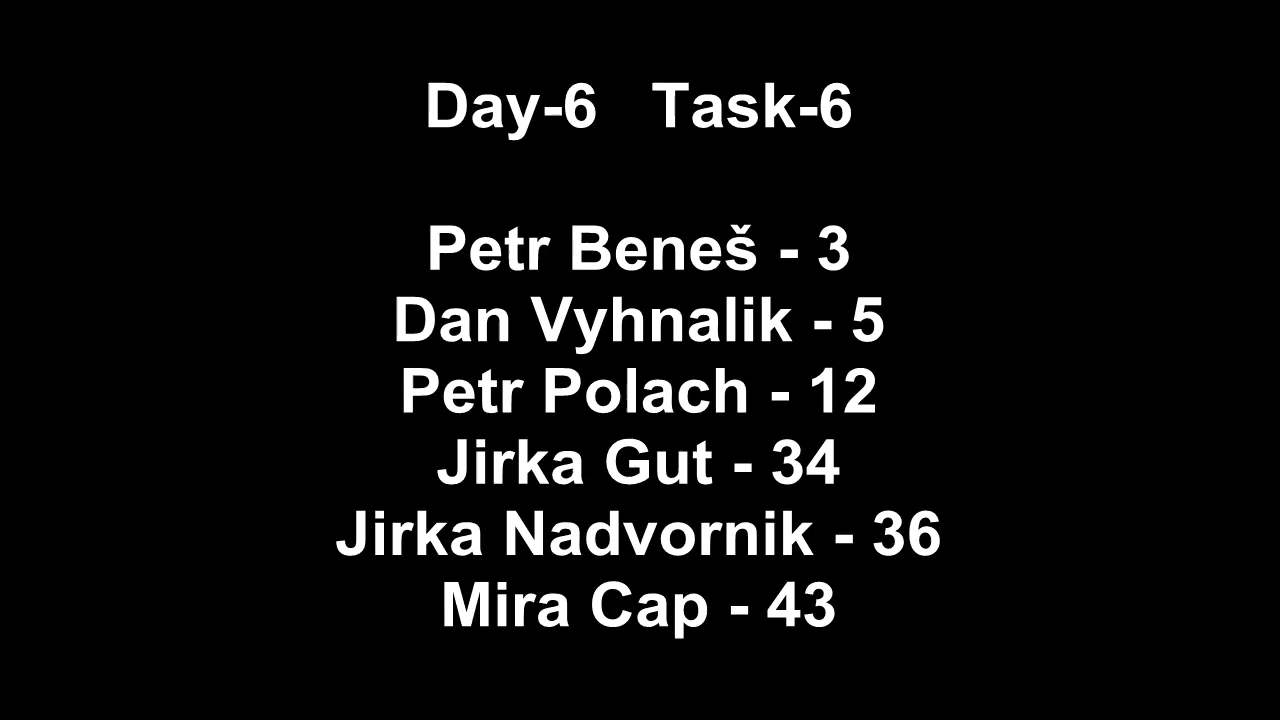 Day-6 Task-6
Petr Beneš - 3
Dan Vyhnalik - 5
Petr Polach - 12
Jirka Gut - 34
Jirka Nadvornik - 36
Mira Cap - 43